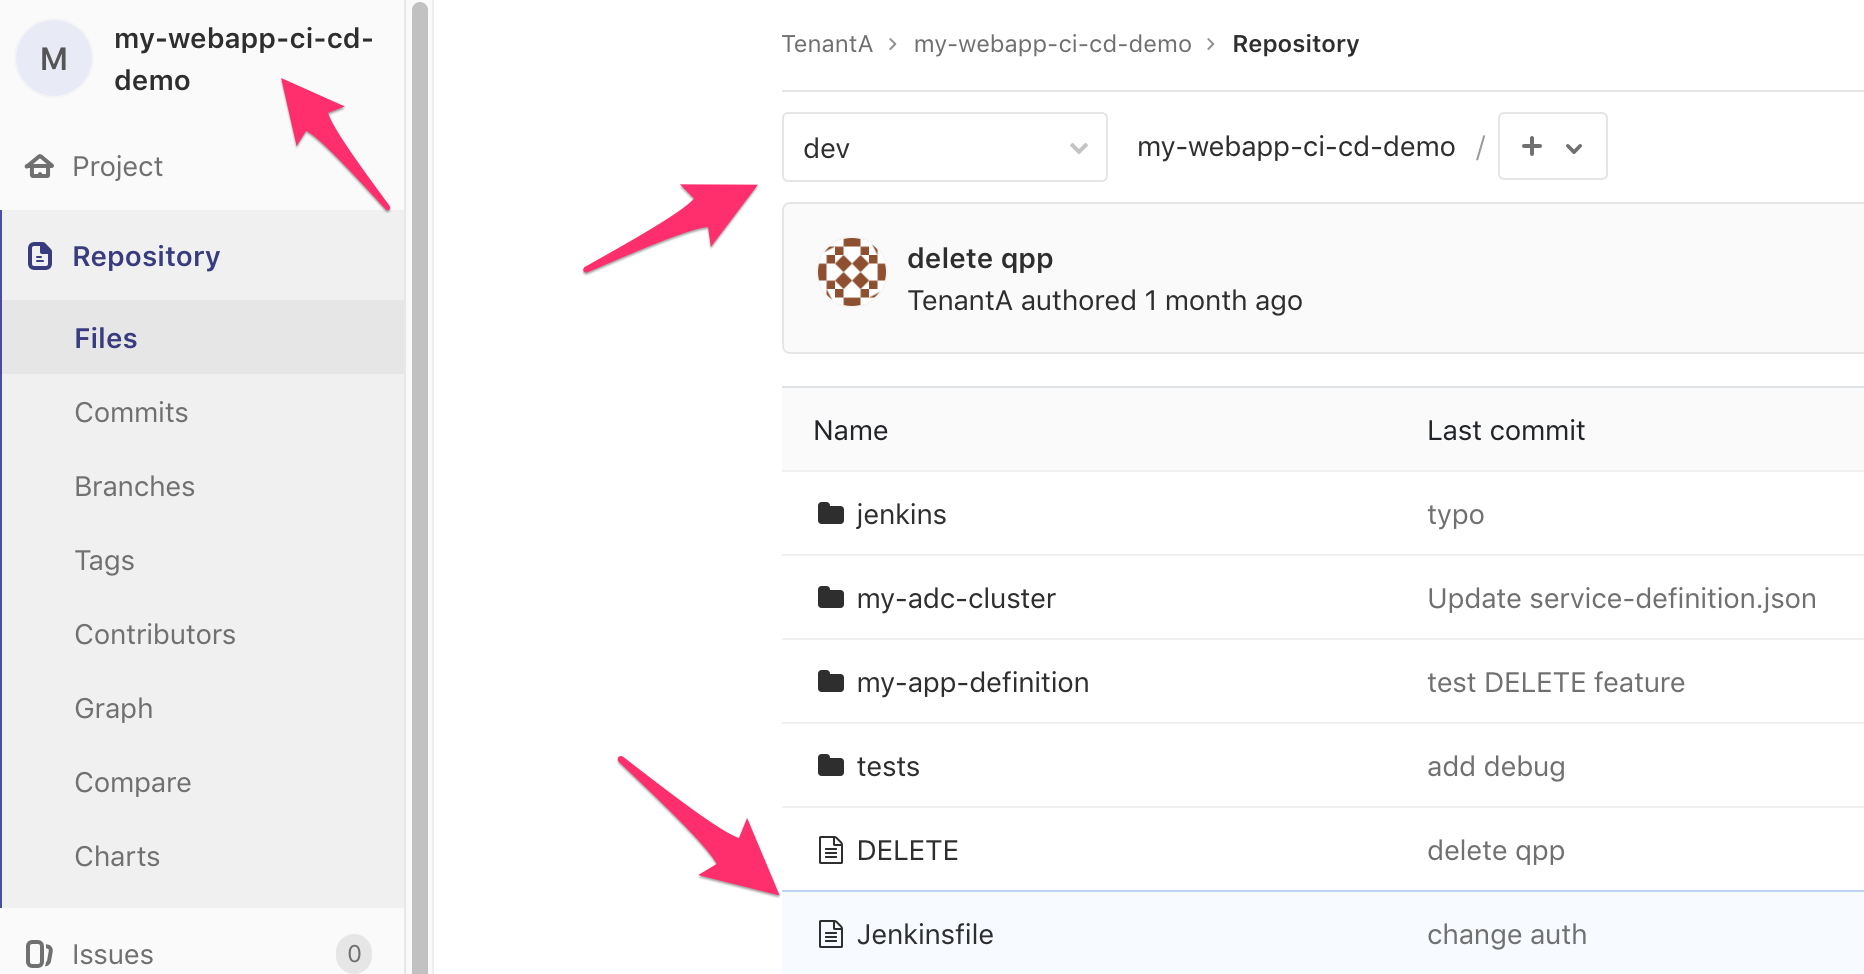 M
my-webapp-ci-cd-
demo
Project
Repository
Files
Commits
Branches
Tags
Contributors
Graph
Compare
Charts
Issues 0
TenantA > my-webapp-ci-cd-demo > Repository
dev my-webapp-ci-cd-demo / +
delete qpp
TenantA authored 1 month ago
Name Last commit
jenkins typo
my-adc-cluster Update service-definition.json
my-app-definition test DELETE feature
tests add debug
DELETE delete qpp
Jenkinsfile change auth